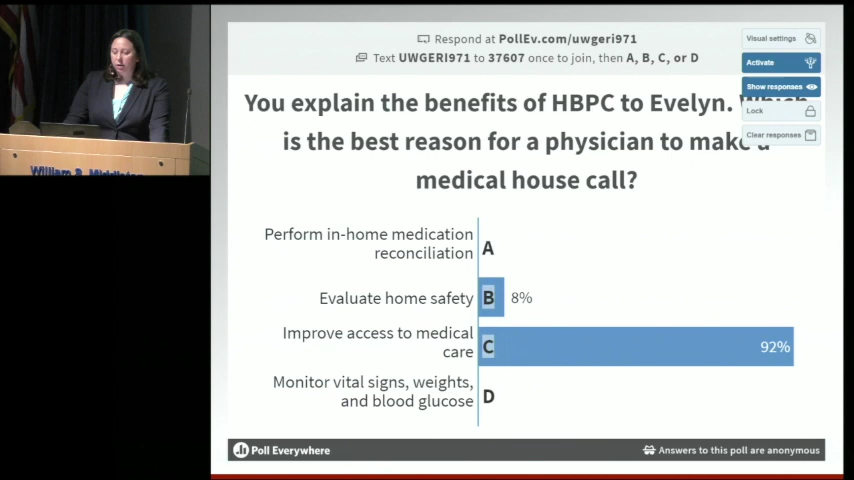 Respond at PollEv.com/uwgeri971
Text UWGERI971 to 37607 once to join, then A, B, C, or D
Visual settings
Activate
Show responses
Lock
Clear responses
You explain the benefits of HBPC to Evelyn. Which
is the best reason for a physician to make a
medical house call?
Perform in-home medication
reconciliation
A
Evaluate home safety
B
8%
Improve access to medical
care
C
92%
Monitor vital signs, weights,
and blood glucose
D
Poll Everywhere
Answers to this poll are anonymous
William S. Middleton